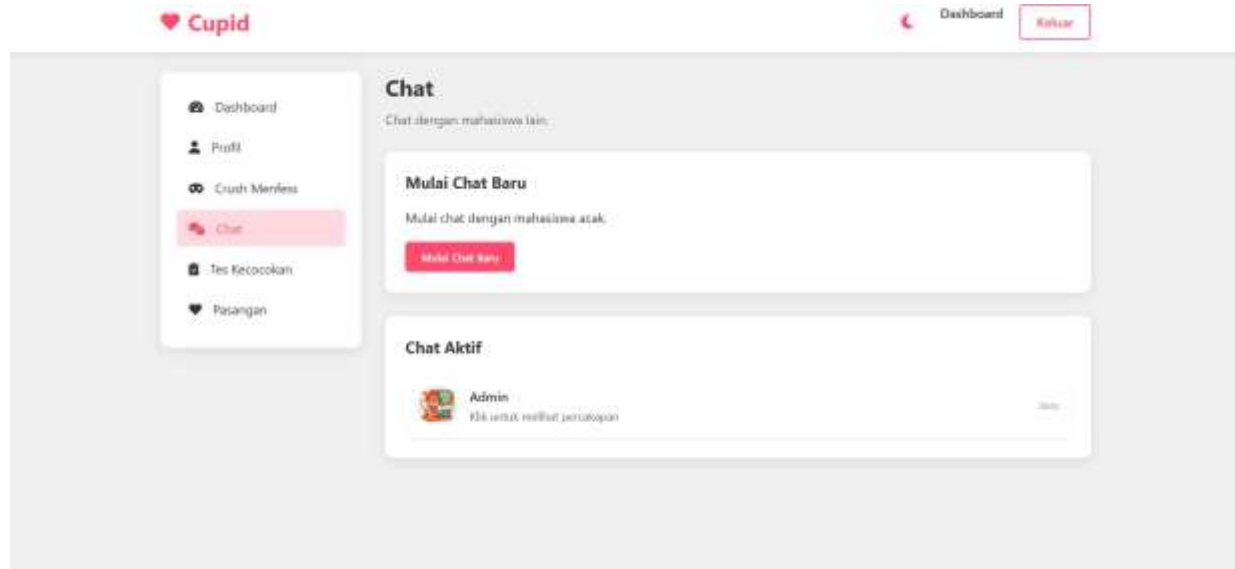 Cupid
Dashboard
Keluar
Dashboard
Profil
Crush Menfess
Chat
Tes Kecocokan
Pasangan
Chat
Chat dengan mahasiswa lain.
Mulai Chat Baru
Mulai chat dengan mahasiswa acak.
Mulai Chat Baru
Chat Aktif
Admin
Klik untuk melihat percakapan